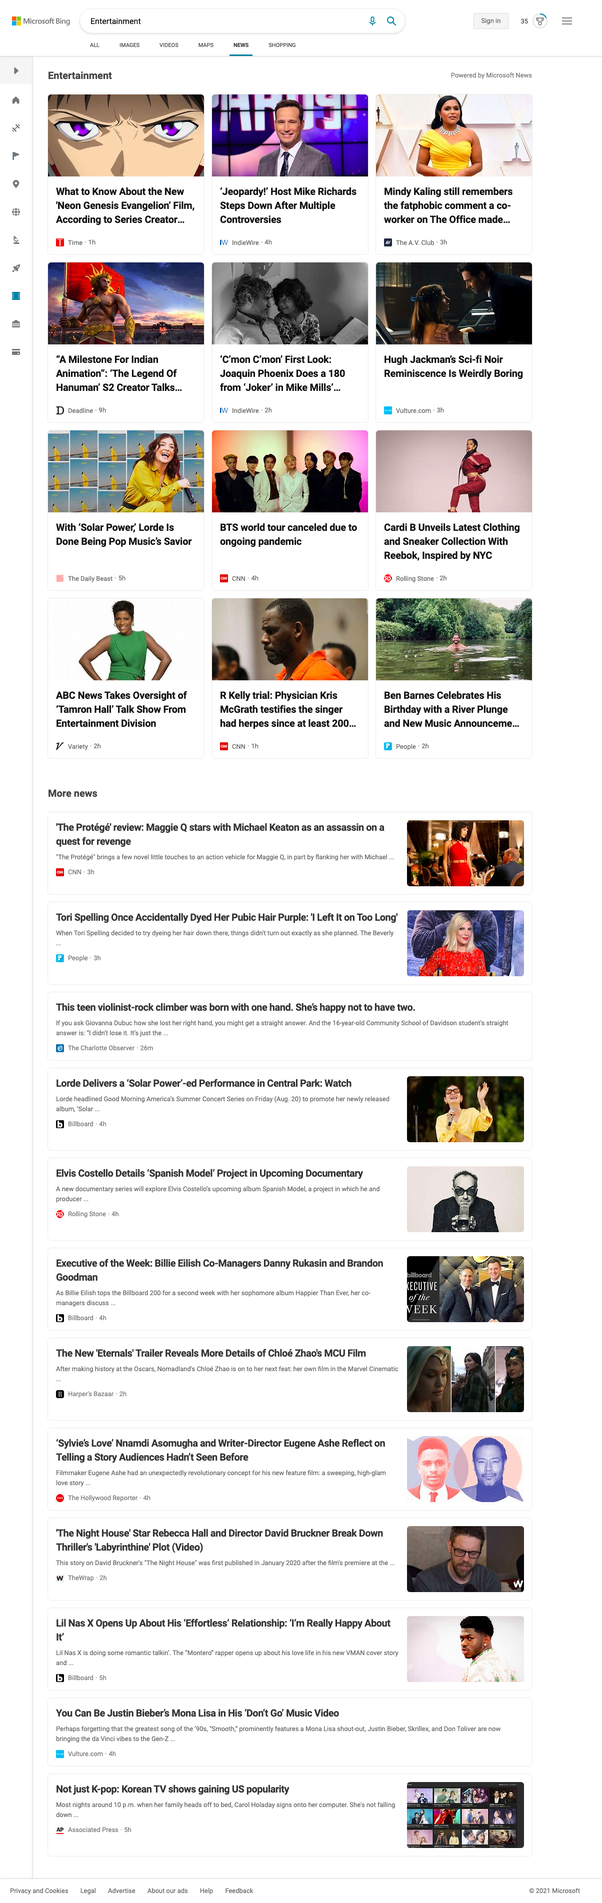 Microsoft Bing
Entertainment
Sign in
35
ALL
IMAGES
VIDEOS
MAPS
NEWS
SHOPPING
Entertainment
Powered by Microsoft News
What to Know About the New
'Neon Genesis Evangelion' Film,
According to Series Creator...
Time · 1h
'Jeopardy!' Host Mike Richards
Steps Down After Multiple
Controversies
IW IndieWire · 4h
Mindy Kaling still remembers
the fatphobic comment a co-
worker on The Office made...
The A.V. Club · 3h
"A Milestone For Indian
Animation": 'The Legend Of
Hanuman' S2 Creator Talks...
D Deadline · 9h
'C'mon C'mon' First Look:
Joaquin Phoenix Does a 180
from 'Joker' in Mike Mills'...
IW IndieWire · 2h
Hugh Jackman's Sci-fi Noir
Reminiscence Is Weirdly Boring
Vulture.com · 3h
With 'Solar Power,' Lorde Is
Done Being Pop Music's Savior
The Daily Beast · 5h
BTS world tour canceled due to
ongoing pandemic
CNN · 4h
Cardi B Unveils Latest Clothing
and Sneaker Collection With
Reebok, Inspired by NYC
Rolling Stone · 2h
ABC News Takes Oversight of
'Tamron Hall' Talk Show From
Entertainment Division
Variety · 2h
R Kelly trial: Physician Kris
McGrath testifies the singer
had herpes since at least 200...
CNN · 1h
Ben Barnes Celebrates His
Birthday with a River Plunge
and New Music Announceme...
People · 2h
More news
'The Protégé' review: Maggie Q stars with Michael Keaton as an assassin on a
quest for revenge
"The Protégé" brings a few novel little touches to an action vehicle for Maggie Q, in part by flanking her with Michael ...
CNN · 3h
Tori Spelling Once Accidentally Dyed Her Pubic Hair Purple: 'I Left It on Too Long'
When Tori Spelling decided to try dyeing her hair down there, things didn't turn out exactly as she planned. The Beverly
...
People · 3h
This teen violinist-rock climber was born with one hand. She's happy not to have two.
If you ask Giovanna Dubuc how she lost her right hand, you might get a straight answer. And the 16-year-old Community School of Davidson student's straight
answer is: "I didn't lose it. It's just the ...
The Charlotte Observer · 26m
Lorde Delivers a 'Solar Power'-ed Performance in Central Park: Watch
Lorde headlined Good Morning America's Summer Concert Series on Friday (Aug. 20) to promote her newly released
album, 'Solar ...
Billboard · 4h
Elvis Costello Details 'Spanish Model' Project in Upcoming Documentary
A new documentary series will explore Elvis Costello's upcoming album Spanish Model, a project in which he and
producer ...
Rolling Stone · 4h
Executive of the Week: Billie Eilish Co-Managers Danny Rukasin and Brandon
Goodman
As Billie Eilish tops the Billboard 200 for a second week with her sophomore album Happier Than Ever, her co-
managers discuss ...
Billboard · 4h
billboard
EXECUTIVE
of the
WEEK
The New 'Eternals' Trailer Reveals More Details of Chloé Zhao's MCU Film
After making history at the Oscars, Nomadland's Chloé Zhao is on to her next feat: her own film in the Marvel Cinematic
...
Harper's Bazaar · 2h
'Sylvie's Love' Nnamdi Asomugha and Writer-Director Eugene Ashe Reflect on
Telling a Story Audiences Hadn't Seen Before
Filmmaker Eugene Ashe had an unexpectedly revolutionary concept for his new feature film: a sweeping, high-glam
love story ...
The Hollywood Reporter · 4h
'The Night House' Star Rebecca Hall and Director David Bruckner Break Down
Thriller's 'Labyrinthine' Plot (Video)
This story on David Bruckner's "The Night House" was first published in January 2020 after the film's premiere at the ...
TheWrap · 2h
Lil Nas X Opens Up About His 'Effortless' Relationship: 'I'm Really Happy About
It'
Lil Nas X is doing some romantic talkin'. The "Montero" rapper opens up about his love life in his new VMAN cover story
and ...
Billboard · 5h
You Can Be Justin Bieber's Mona Lisa in His 'Don't Go' Music Video
Perhaps forgetting that the greatest song of the '90s, "Smooth," prominently features a Mona Lisa shout-out, Justin Bieber, Skrillex, and Don Toliver are now
bringing the da Vinci vibes to the Gen-Z ...
Vulture.com · 4h
Not just K-pop: Korean TV shows gaining US popularity
Most nights around 10 p.m. when her family heads off to bed, Carol Holaday signs onto her computer. She's not falling
down ...
AP Associated Press · 5h
Privacy and Cookies
Legal
Advertise
About our ads
Help
Feedback
© 2021 Microsoft